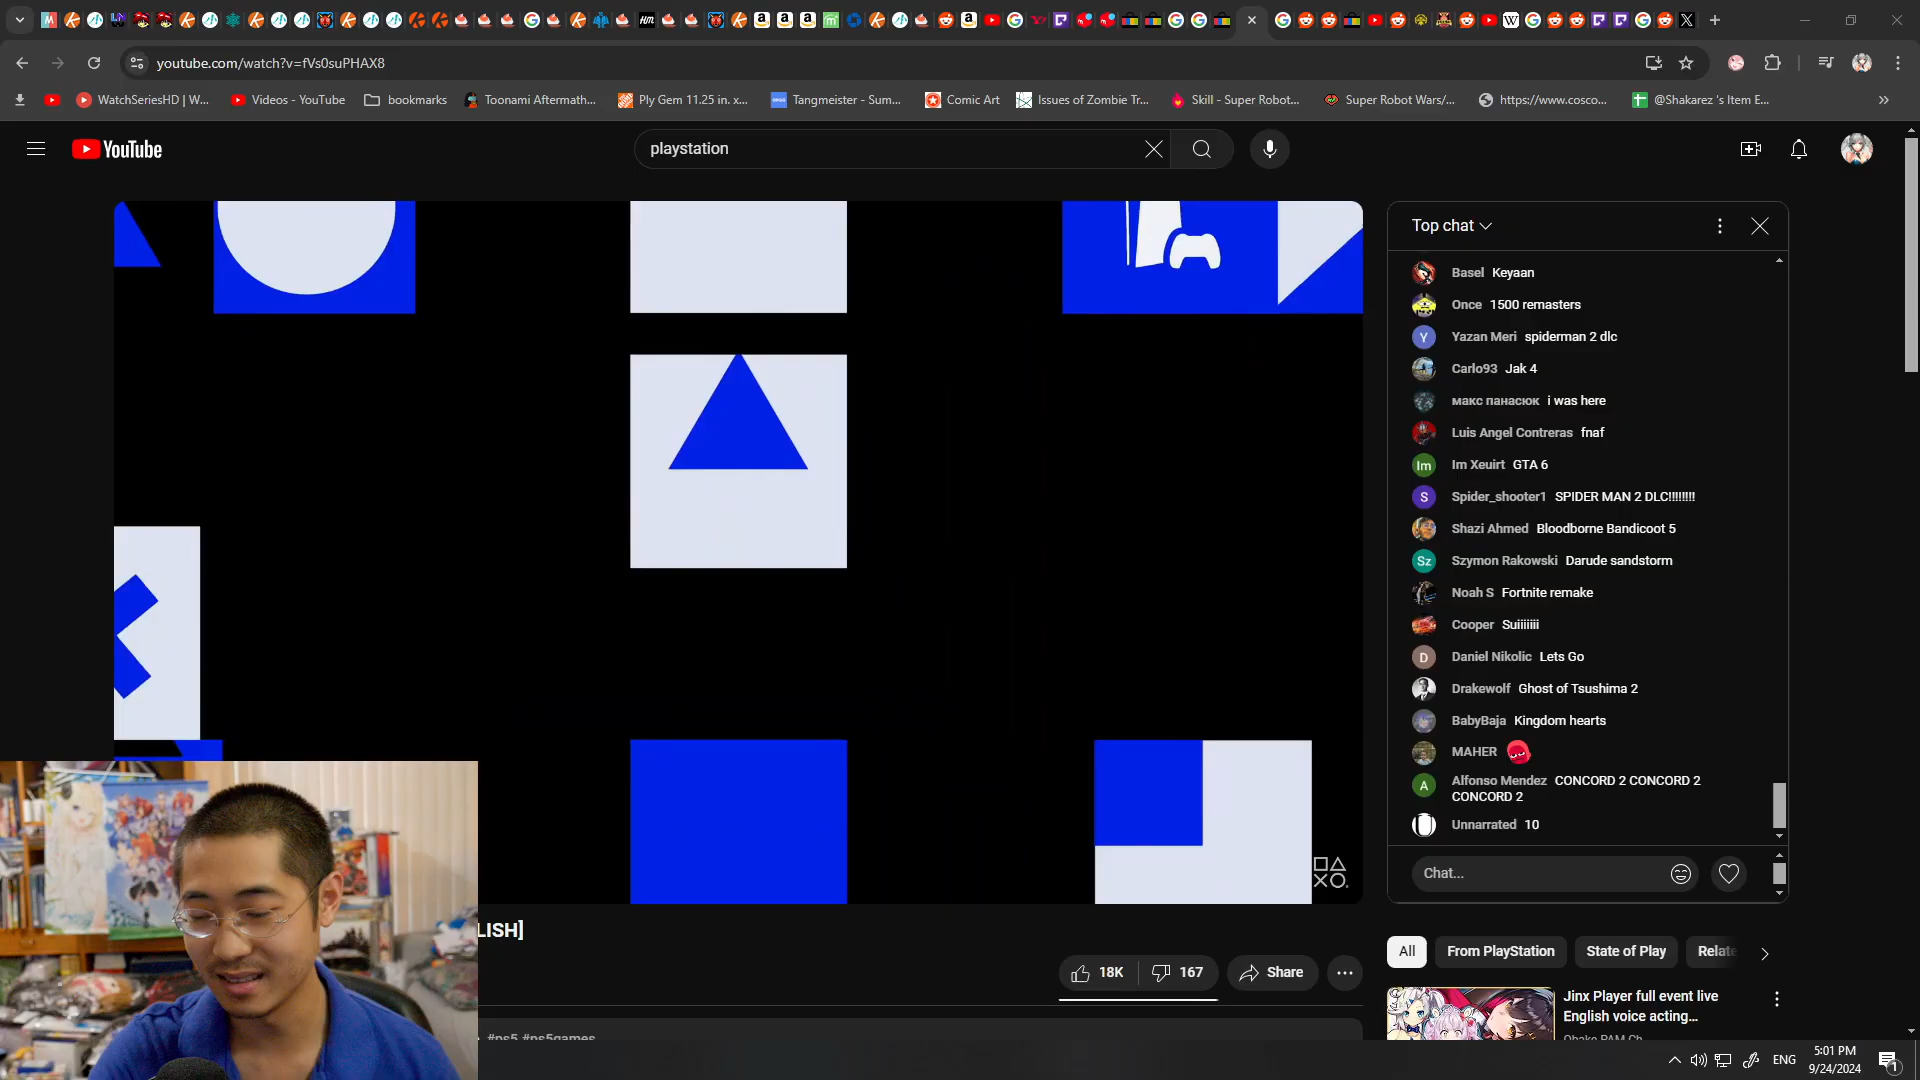 youtube.com/watch?v=fVs0suPHAX8
WatchSeriesHD | W...
Videos - YouTube
bookmarks
Toonami Aftermath...
Ply Gem 11.25 in. x...
Tangmeister - Sum...
Comic Art
Issues of Zombie Tr...
Skill - Super Robot...
Super Robot Wars/...
https://www.cosco...
@Shakarez 's Item E...
YouTube
playstation
Top chat
Basel Keyaan
Once 1500 remasters
Yazan Meri spiderman 2 dlc
Carlo93 Jak 4
макс панасюк i was here
Luis Angel Contreras fnaf
Im Xeuirt GTA 6
Spider_shooter1 SPIDER MAN 2 DLC!!!!!!!!
Shazi Ahmed Bloodborne Bandicoot 5
Szymon Rakowski Darude sandstorm
Noah S Fortnite remake
Cooper Suiiiiiii
Daniel Nikolic Lets Go
Drakewolf Ghost of Tsushima 2
BabyBaja Kingdom hearts
MAHER
Alfonso Mendez CONCORD 2 CONCORD 2
CONCORD 2
Unnarrated 10
Chat...
LISH]
18K
167
Share
All
From PlayStation
State of Play
Relate
Jinx Player full event live
English voice acting...
#ps5 #ps5games
ENG
5:01 PM
9/24/2024